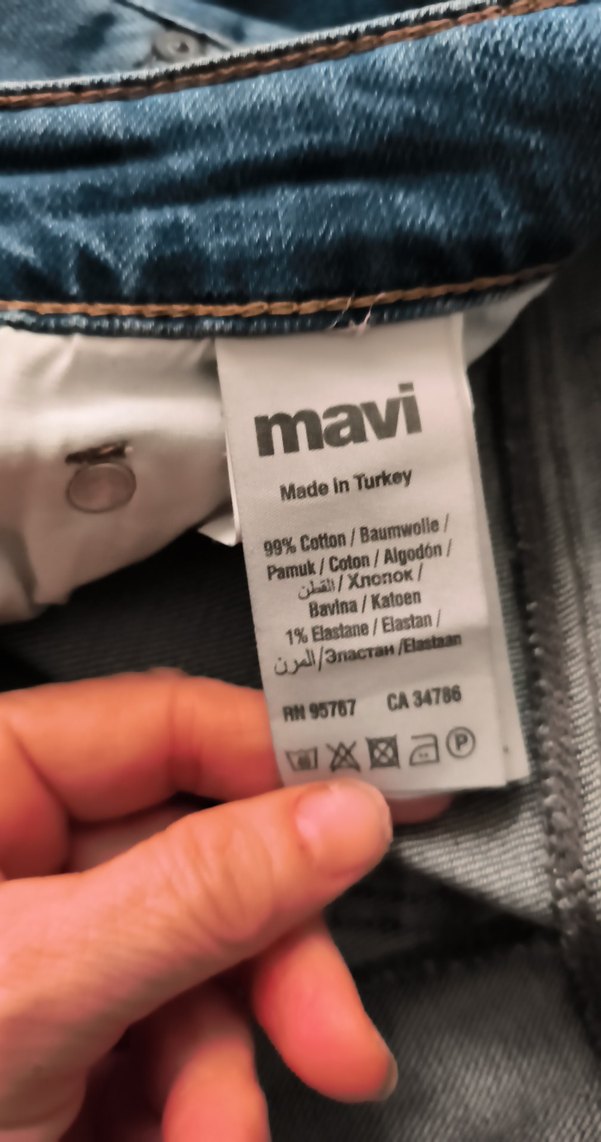 mavi
Made in Turkey
99% Cotton / Baumwolle /
Pamuk / Coton / Algodón /
القطن / Хлопок /
Bavlna / Katoen
1% Elastane / Elastan /
المرن/Эластан /Elastaan
RN 95767 CA 34786
P